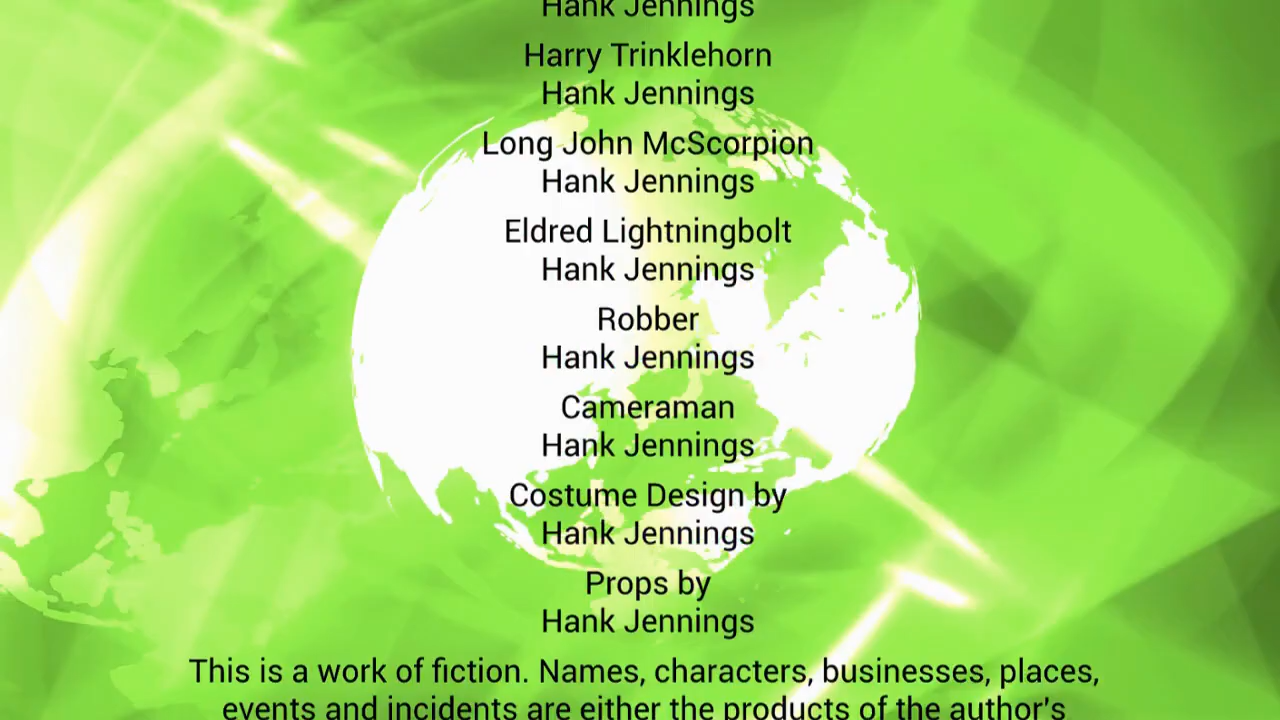 Hank Jennings
Harry Trinklehorn
Hank Jennings
Long John McScorpion
Hank Jennings
Eldred Lightningbolt
Hank Jennings
Robber
Hank Jennings
Cameraman
Hank Jennings
Costume Design by
Hank Jennings
Props by
Hank Jennings
This is a work of fiction. Names, characters, businesses, places,
events and incidents are either the products of the author's